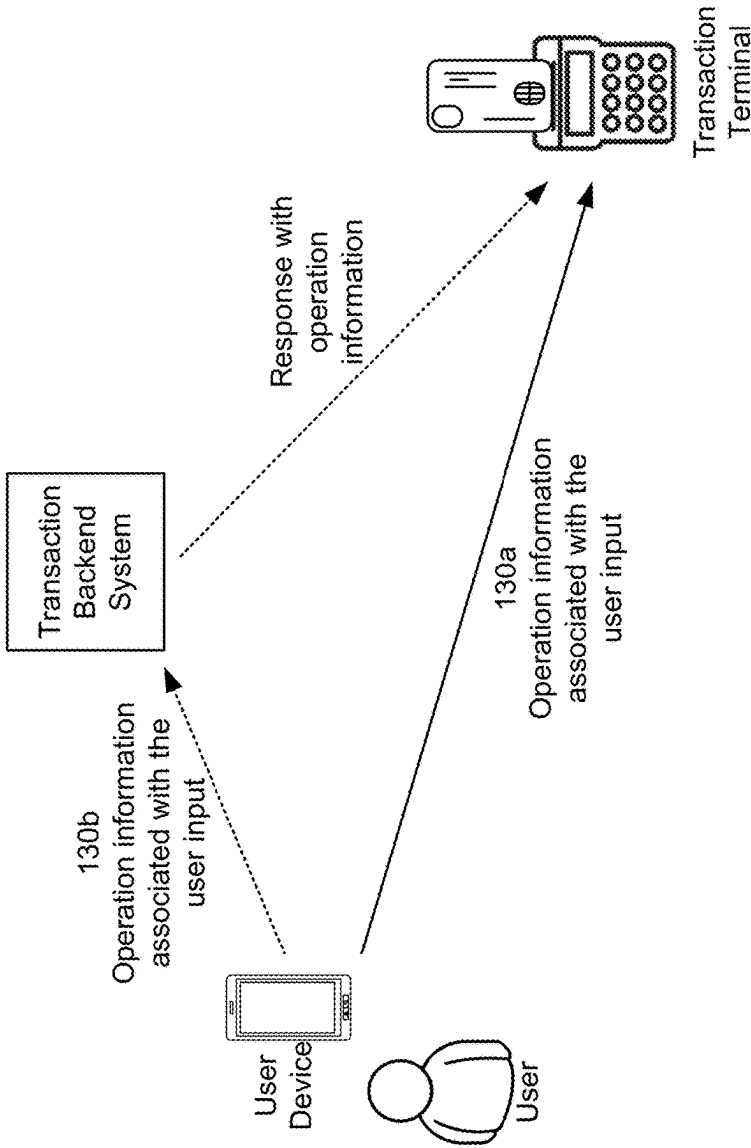 Transaction
Backend
System
130b
Operation information
associated with the
user input
Response with
operation
information
User
Device
User
130a
Operation information
associated with the
user input
Transaction
Terminal